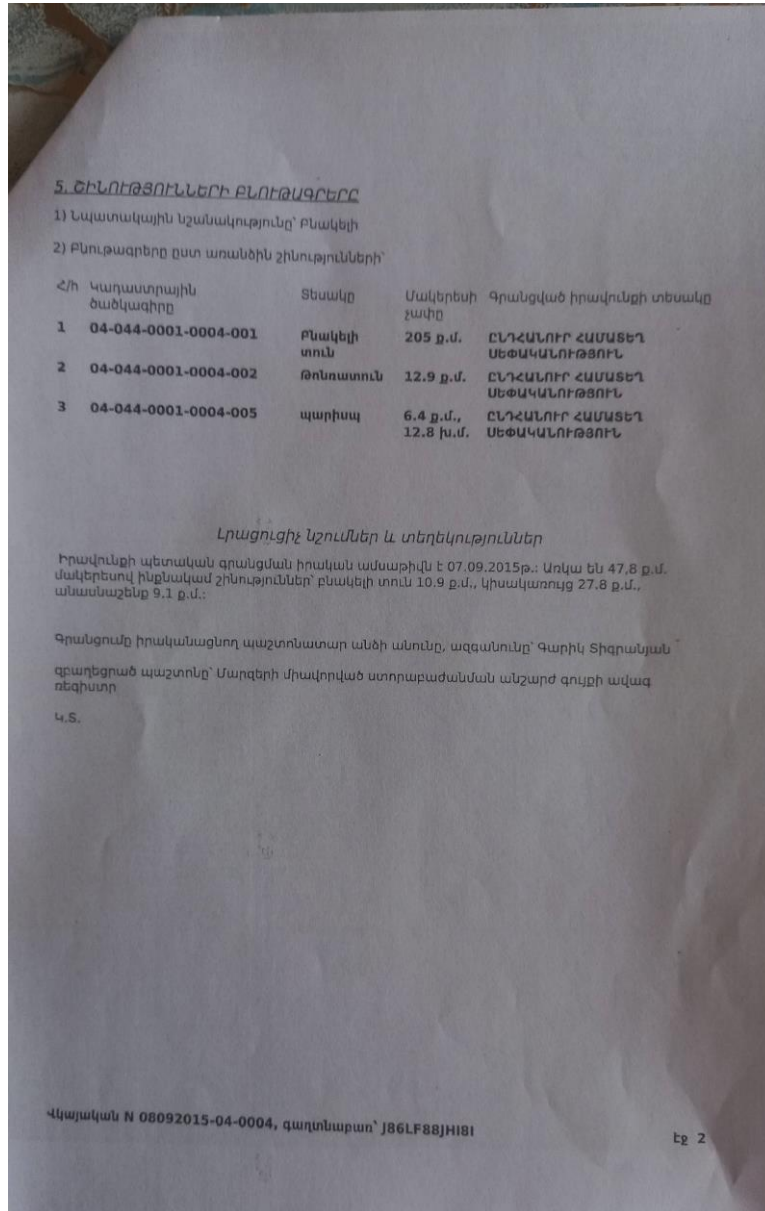 5. ՇԻՆՈՒԹՅՈՒՆՆԵՐԻ ԲՆՈՒԹԱԳՐԵՐԸ
1) Նպատակային նշանակությունը՝ Բնակելի
2) Բնութագրերը ըստ առանձին շինությունների՝
Հ/հ Կադաստրային ծածկագիրը Տեսակը Մակերեսի չափը Գրանցված իրավունքի տեսակը
1 04-044-0001-0004-001 Բնակելի տուն 205 ք.մ. ԸՆԴՀԱՆՈՒՐ ՀԱՄԱՏԵՂ ՍԵՓԱԿԱՆՈՒԹՅՈՒՆ
2 04-044-0001-0004-002 Թոնռատուն 12.9 ք.մ. ԸՆԴՀԱՆՈՒՐ ՀԱՄԱՏԵՂ ՍԵՓԱԿԱՆՈՒԹՅՈՒՆ
3 04-044-0001-0004-005 պարիսպ 6.4 ք.մ., 12.8 խ.մ. ԸՆԴՀԱՆՈՒՐ ՀԱՄԱՏԵՂ ՍԵՓԱԿԱՆՈՒԹՅՈՒՆ
Լրացուցիչ նշումներ և տեղեկություններ
Իրավունքի պետական գրանցման իրական ամսաթիվն է 07.09.2015թ.: Առկա են 47,8 ք.մ.
մակերեսով ինքնակամ շինություններ՝ բնակելի տուն 10.9 ք.մ., կիսակառույց 27.8 ք.մ.,
անասնաշենք 9.1 ք.մ.:
Գրանցումը իրականացնող պաշտոնատար անձի անունը, ազգանունը՝ Գարիկ Տիգրանյան
զբաղեցրած պաշտոնը՝ Մարզերի միավորված ստորաբաժանման անշարժ գույքի ավագ
ռեգիստր
Կ.Տ.
Վկայական N 08092015-04-0004, գաղտնաբառ՝ J86LF88JHI8I
էջ 2